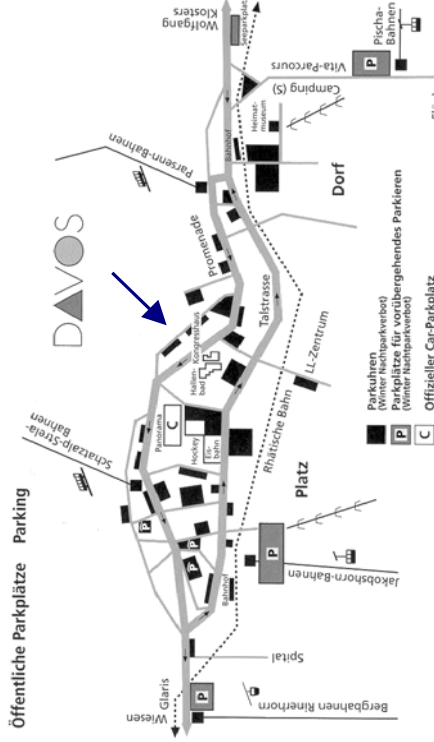 Öffentliche Parkplätze Parking
DAVOS
Wolfgang
Klosters
Seeparkplatz
Pischa-
Bahnen
Vita-Parcours
P
Camping (S)
Heimat-
museum
Bahnhof
Dorf
Parsenn-Bahnen
Promenade
Talstrasse
Kongresshaus
Hallen-
bad
LL-Zentrum
Rhätische Bahn
Schatzalp-Strela-
Bahnen
Panorama
C
Hockey
Eis-
bahn
Platz
P
P
P
P
Jakobshorn-Bahnen
Bahnhof
Spital
Glaris
Wiesen
P
Bergbahnen Rinerhorn
Parkuhren
(Winter Nachtparkverbot)
P Parkplätze für vorübergehendes Parkieren
(Winter Nachtparkverbot)
C Offizieller Car-Parkplatz